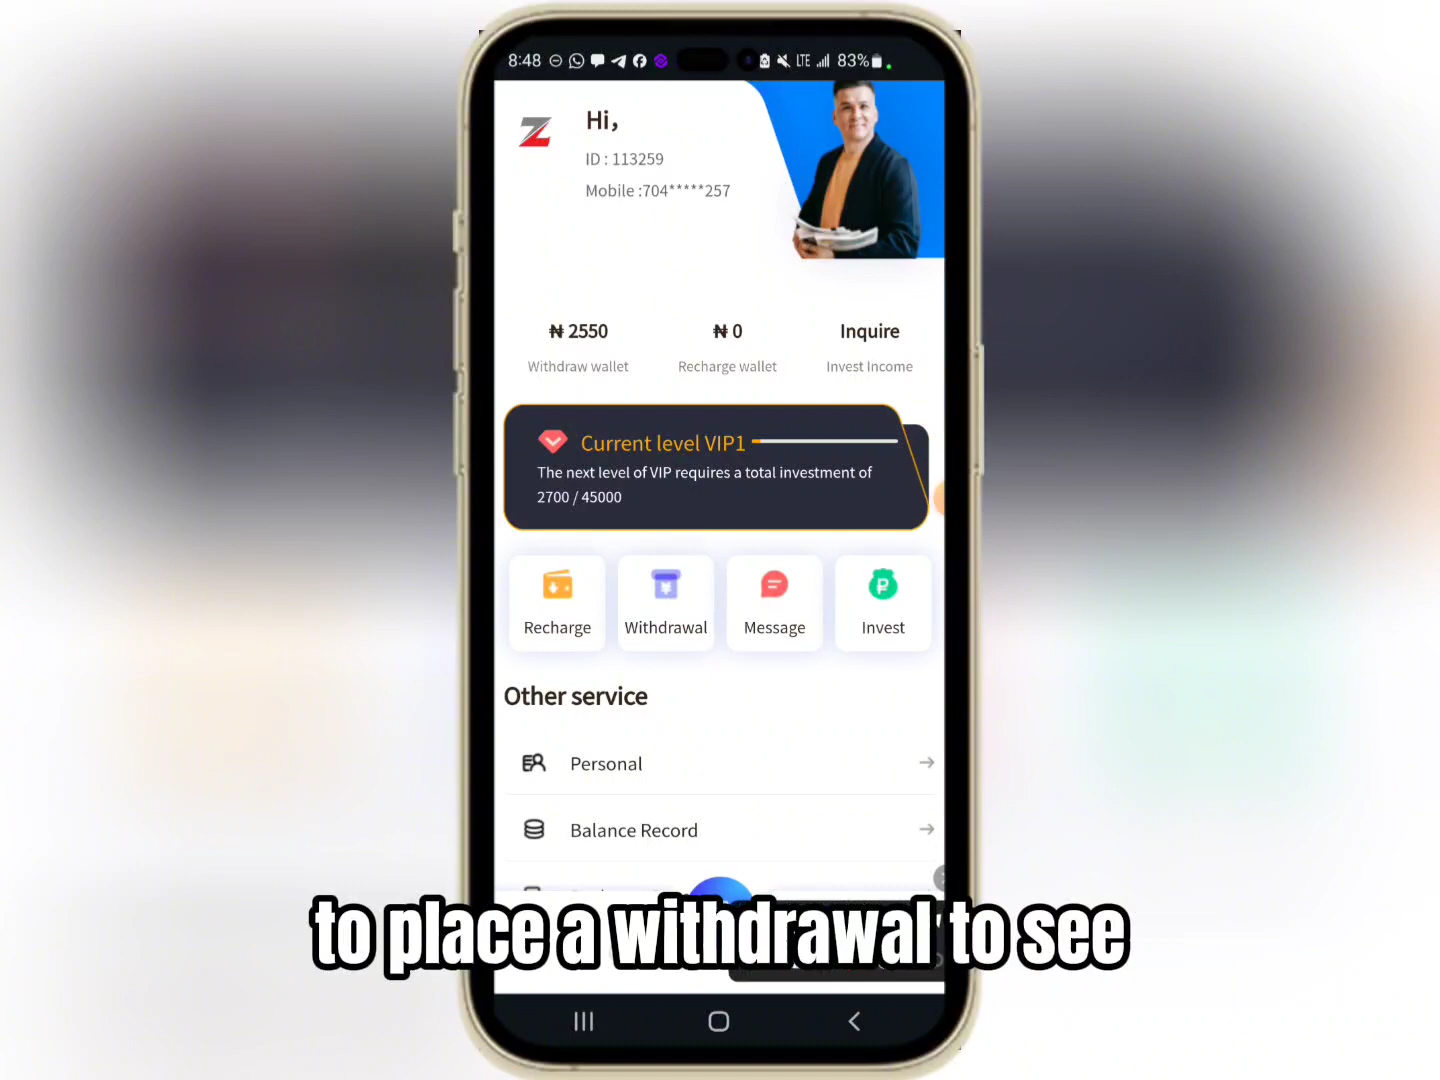 8:48
LTE 83%
Z
Hi,
ID : 113259
Mobile :704*****257
₦ 2550
₦ 0
Inquire
Withdraw wallet
Recharge wallet
Invest Income
Current level VIP1
The next level of VIP requires a total investment of
2700 / 45000
Recharge
Withdrawal
Message
Invest
Other service
Personal
Balance Record
to place a withdrawal to see